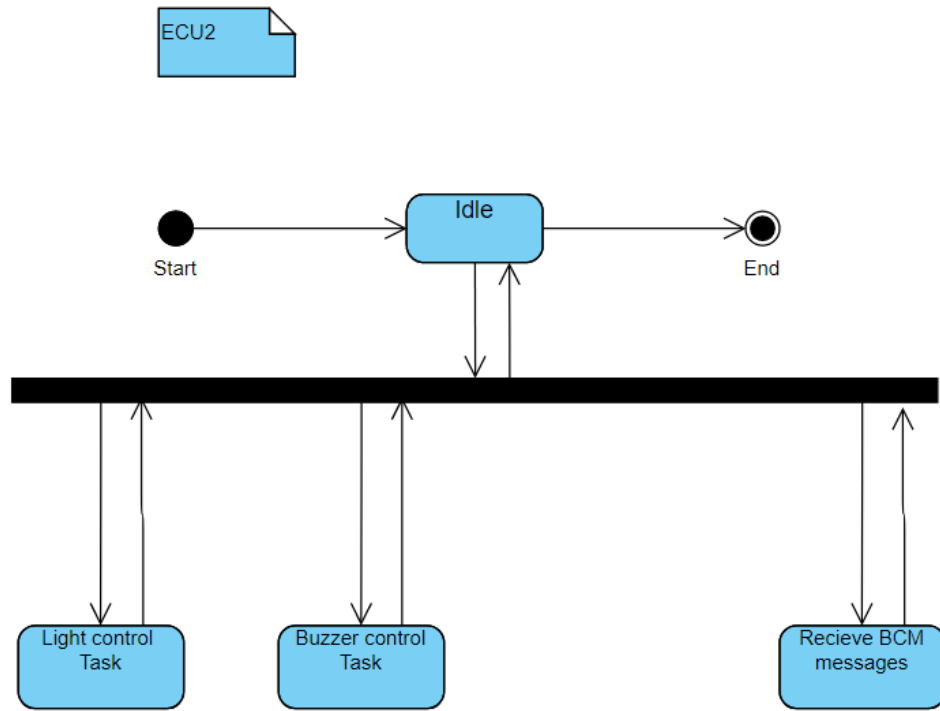 ECU2
Idle
Start
End
Light control
Task
Buzzer control
Task
Recieve BCM
messages